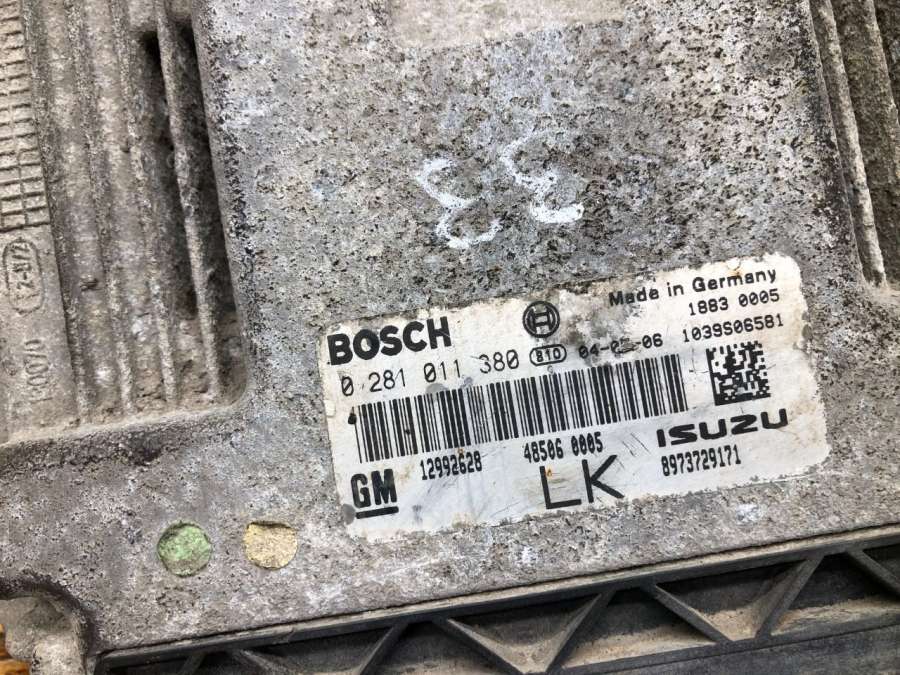 33
BOSCH
Made in Germany
1883 0005
0 281 011 380
810
1039S06581
GM
12992628
48506 0005
LK
ISUZU
8973729171